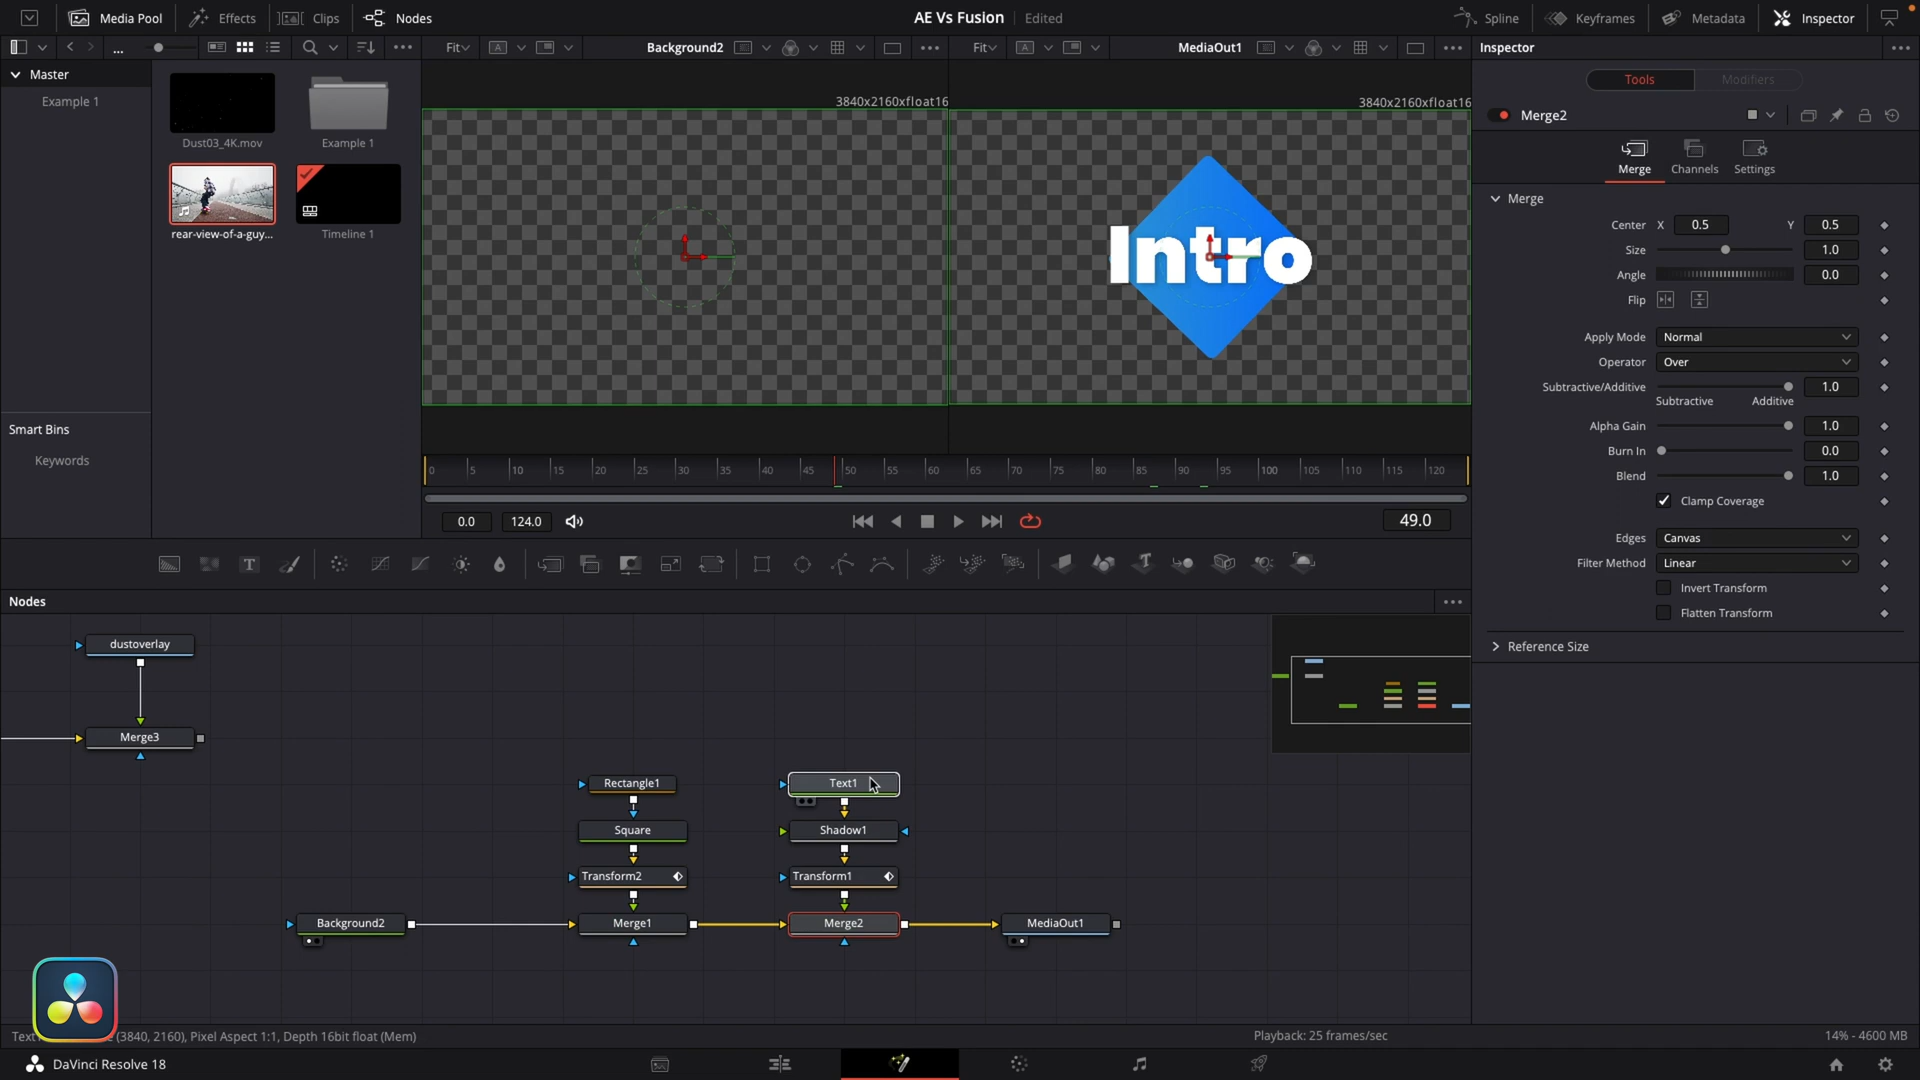 Media Pool
Effects
Clips
Nodes
AE Vs Fusion
Edited
Spline
Keyframes
Metadata
Inspector
...
Fit
A
Background2
Fit
A
MediaOut1
Inspector
Master
Example 1
Dust03_4K.mov
Example 1
rear-view-of-a-guy...
Timeline 1
3840x2160xfloat16
3840x2160xfloat16
Intro
Smart Bins
Keywords
0 5 10 15 20 25 30 35 40 45 50 55 60 65 70 75 80 85 90 95 100 105 110 115 120
0.0
124.0
49.0
Tools
Modifiers
Merge2
Merge
Channels
Settings
Merge
Center X 0.5 Y 0.5
Size 1.0
Angle 0.0
Flip
Apply Mode Normal
Operator Over
Subtractive/Additive 1.0
Subtractive Additive
Alpha Gain 1.0
Burn In 0.0
Blend 1.0
Clamp Coverage
Edges Canvas
Filter Method Linear
Invert Transform
Flatten Transform
Reference Size
Nodes
dustoverlay
Merge3
Rectangle1
Text1
Square
Shadow1
Transform2
Transform1
Background2
Merge1
Merge2
MediaOut1
(3840, 2160), Pixel Aspect 1:1, Depth 16bit float (Mem)
Playback: 25 frames/sec
14% - 4600 MB
DaVinci Resolve 18